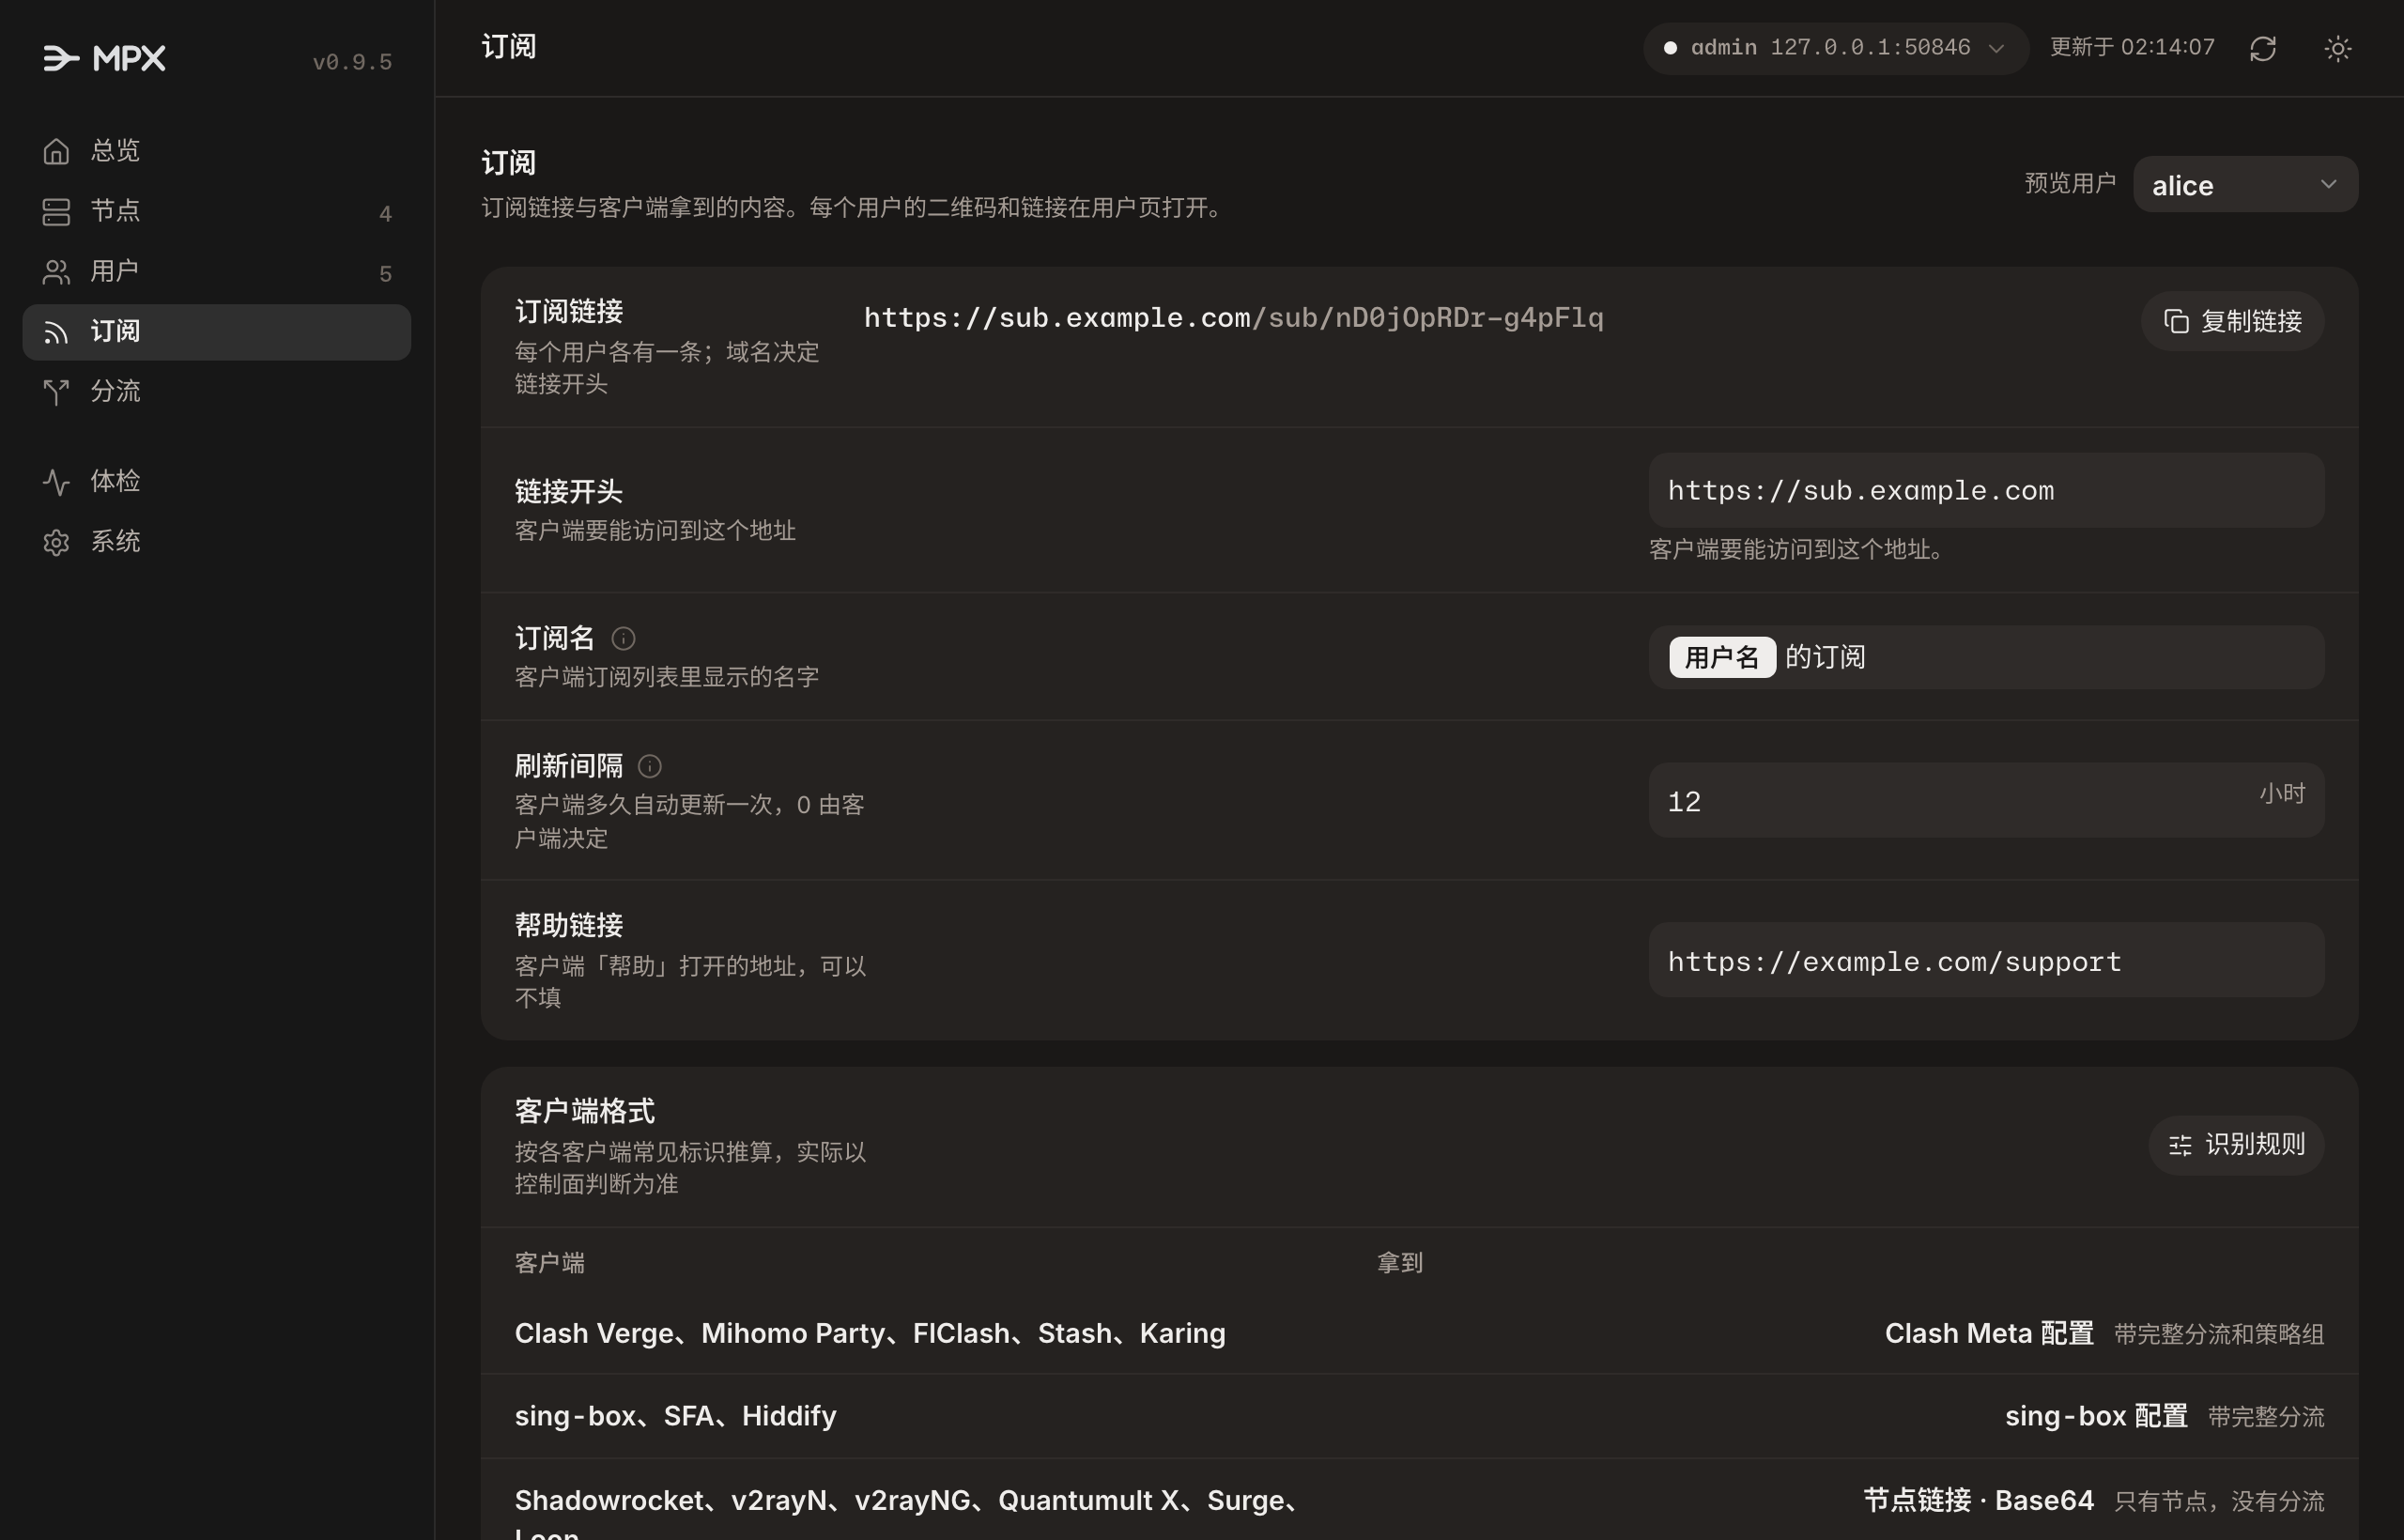 MPX
v0.9.5
总览
节点
4
用户
5
订阅
分流
体检
系统
订阅
admin 127.0.0.1:50846
更新于 02:14:07
订阅
订阅链接与客户端拿到的内容。每个用户的二维码和链接在用户页打开。
预览用户
alice
订阅链接
每个用户各有一条；域名决定
链接开头
https://sub.example.com/sub/nD0jOpRDr-g4pFlq
复制链接
链接开头
客户端要能访问到这个地址
https://sub.example.com
客户端要能访问到这个地址。
订阅名
客户端订阅列表里显示的名字
用户名 的订阅
刷新间隔
客户端多久自动更新一次，0 由客
户端决定
12
小时
帮助链接
客户端「帮助」打开的地址，可以
不填
https://example.com/support
客户端格式
按各客户端常见标识推算，实际以
控制面判断为准
识别规则
客户端
拿到
Clash Verge、Mihomo Party、FlClash、Stash、Karing
Clash Meta 配置 带完整分流和策略组
sing-box、SFA、Hiddify
sing-box 配置 带完整分流
Shadowrocket、v2rayN、v2rayNG、Quantumult X、Surge、
Loon
节点链接 · Base64 只有节点，没有分流